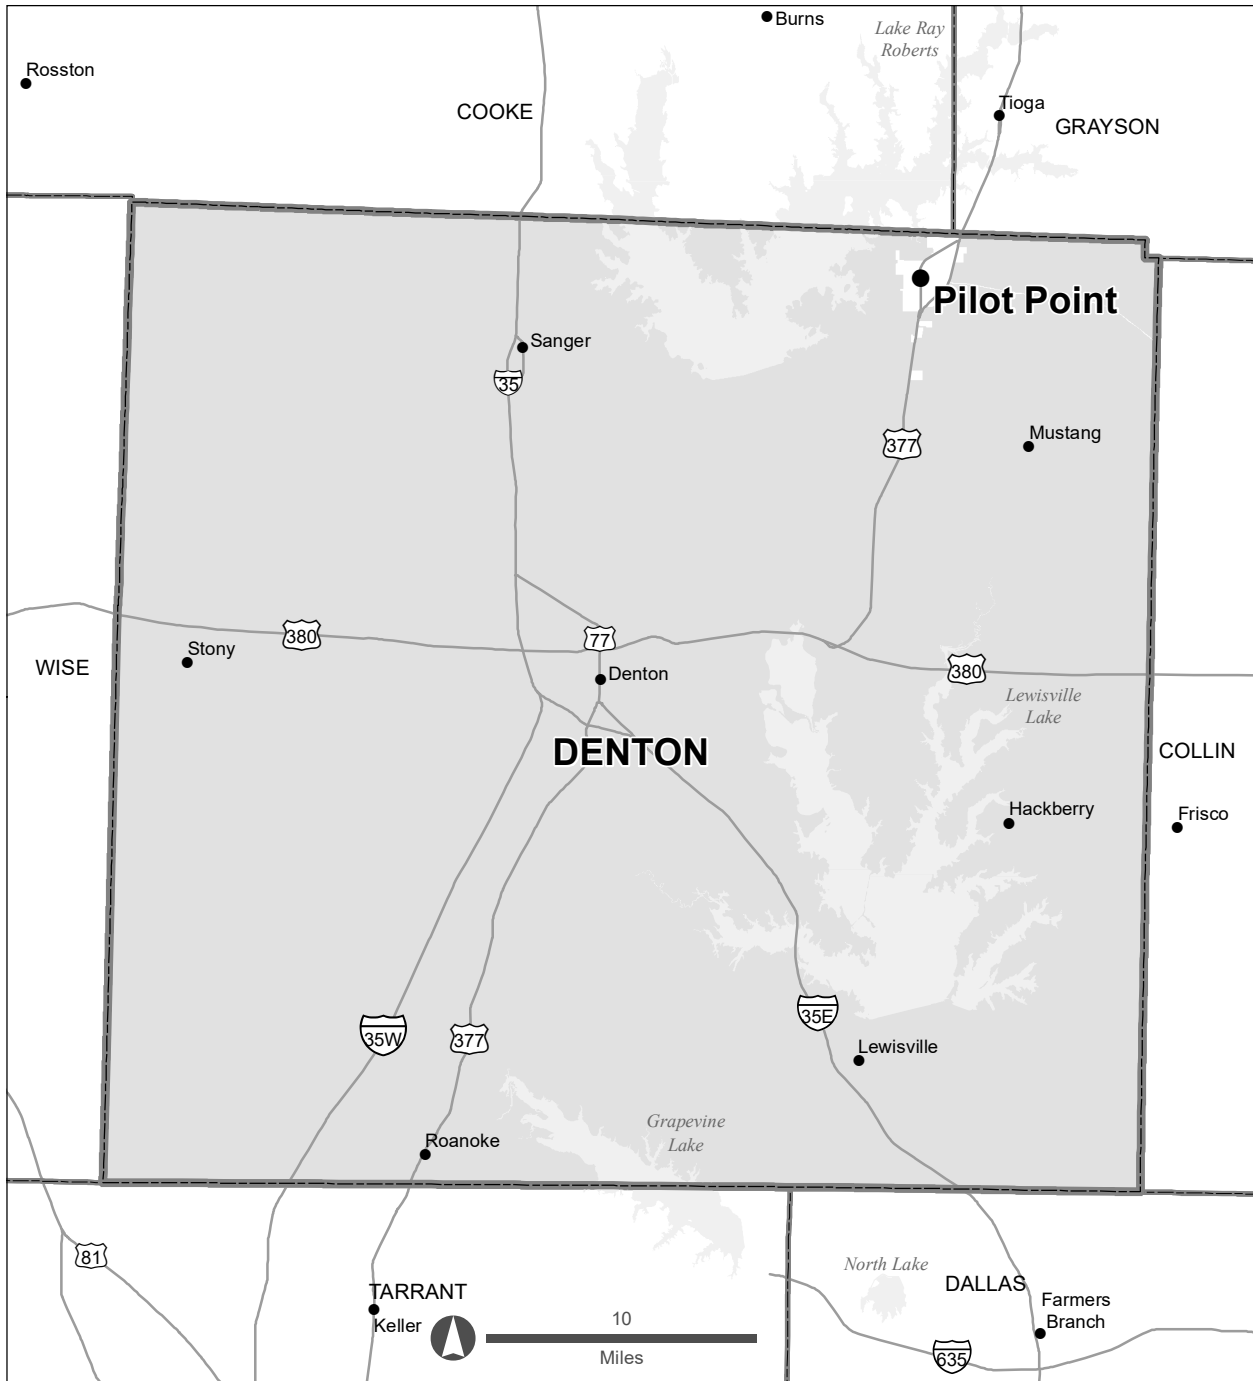 Burns
Lake Ray
Roberts
Rosston
Tioga
COOKE
GRAYSON
Pilot Point
Sanger
35
Mustang
377
380
77
Stony
WISE
Denton
380
Lewisville
Lake
DENTON
COLLIN
Hackberry
Frisco
35E
35W
377
Lewisville
Grapevine
Lake
Roanoke
81
North Lake
TARRANT
DALLAS
Keller
10
Miles
Farmers
Branch
635